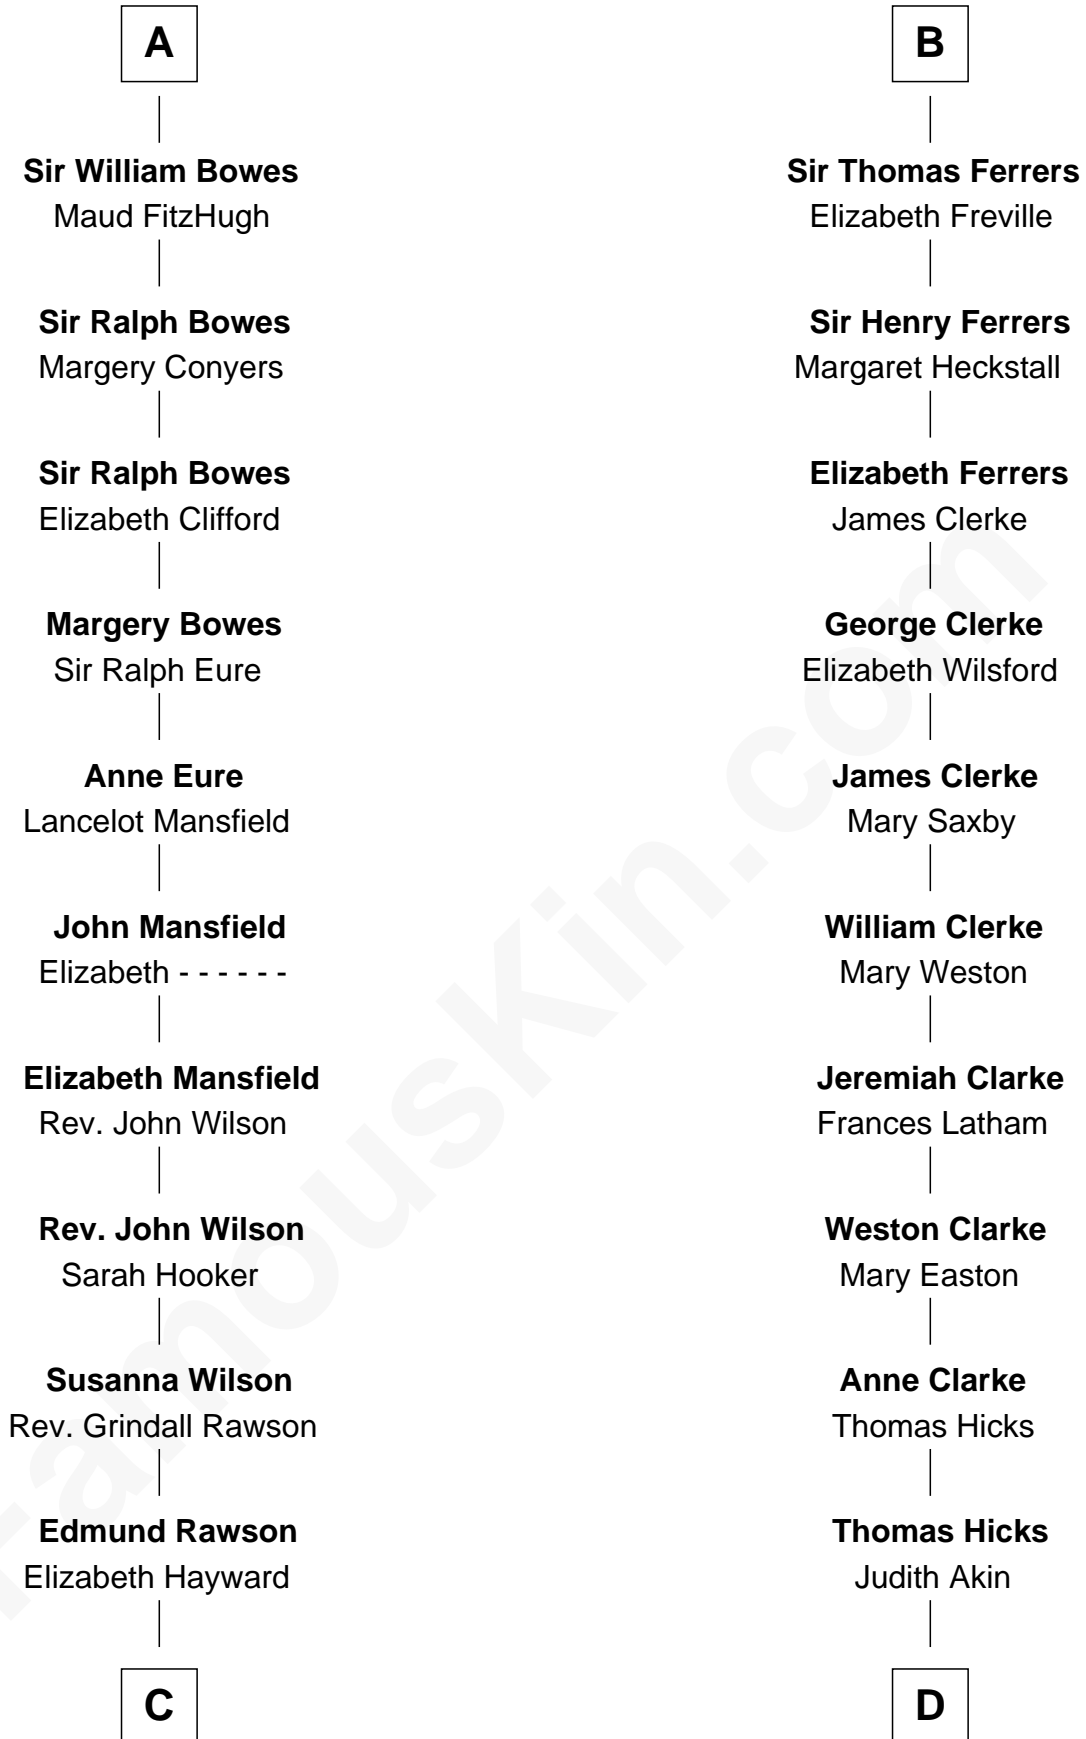 A
Sir William Bowes
Maud FitzHugh
Sir Ralph Bowes
Margery Conyers
Sir Ralph Bowes
Elizabeth Clifford
Margery Bowes
Sir Ralph Eure
Anne Eure
Lancelot Mansfield
John Mansfield
Elizabeth - - - - - -
Elizabeth Mansfield
Rev. John Wilson
Rev. John Wilson
Sarah Hooker
Susanna Wilson
Rev. Grindall Rawson
Edmund Rawson
Elizabeth Hayward
C
B
Sir Thomas Ferrers
Elizabeth Freville
Sir Henry Ferrers
Margaret Heckstall
Elizabeth Ferrers
James Clerke
George Clerke
Elizabeth Wilsford
James Clerke
Mary Saxby
William Clerke
Mary Weston
Jeremiah Clarke
Frances Latham
Weston Clarke
Mary Easton
Anne Clarke
Thomas Hicks
Thomas Hicks
Judith Akin
D
FamousKin.com